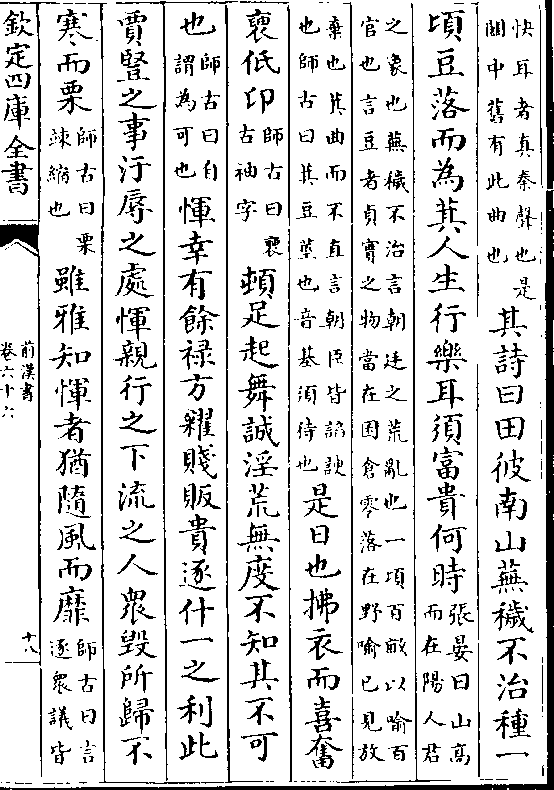 快耳者真秦聲也是
關中舊有此曲也
其詩曰田彼南山蕪穢不治種一
頃豆落而為萁人生行樂耳須富貴何時
張晏曰山高
而在陽人君
之象也蕪穢不治言朝廷之荒亂也一頃百畝以喻百
官也言豆者貞實之物當在囷倉零落在野喻已見放
棄也萁曲而不直言朝臣皆諂諛
也師古曰萁豆莖也音基須待也
是日也拂衣而喜奮
褎低卬
師古曰褎
古袖字
頓足起舞誠淫荒無度不知其不可
也
師古曰自
謂為可也
惲幸有餘祿方糴賤販貴逐什一之利此
賈豎之事汙辱之處惲親行之下流之人衆毀所歸不
寒而栗
師古曰栗
竦縮也
雖雅知惲者猶隨風而靡
師古曰言
逐衆議皆
欽定四庫全書
前漢書
卷六十六
十八